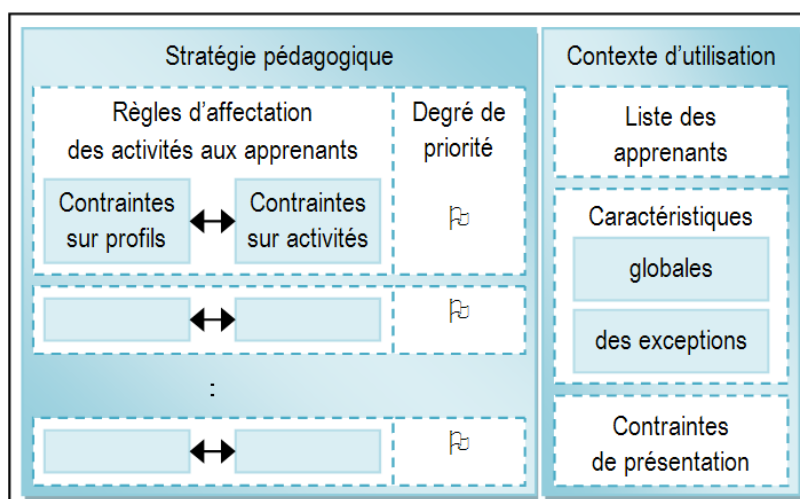 Stratégie pédagogique
Règles d'affectation
des activités aux apprenants
Degré de
priorité
Contraintes
sur profils
Contraintes
sur activités
:
Contexte d'utilisation
Liste des
apprenants
Caractéristiques
globales
des exceptions
Contraintes
de présentation